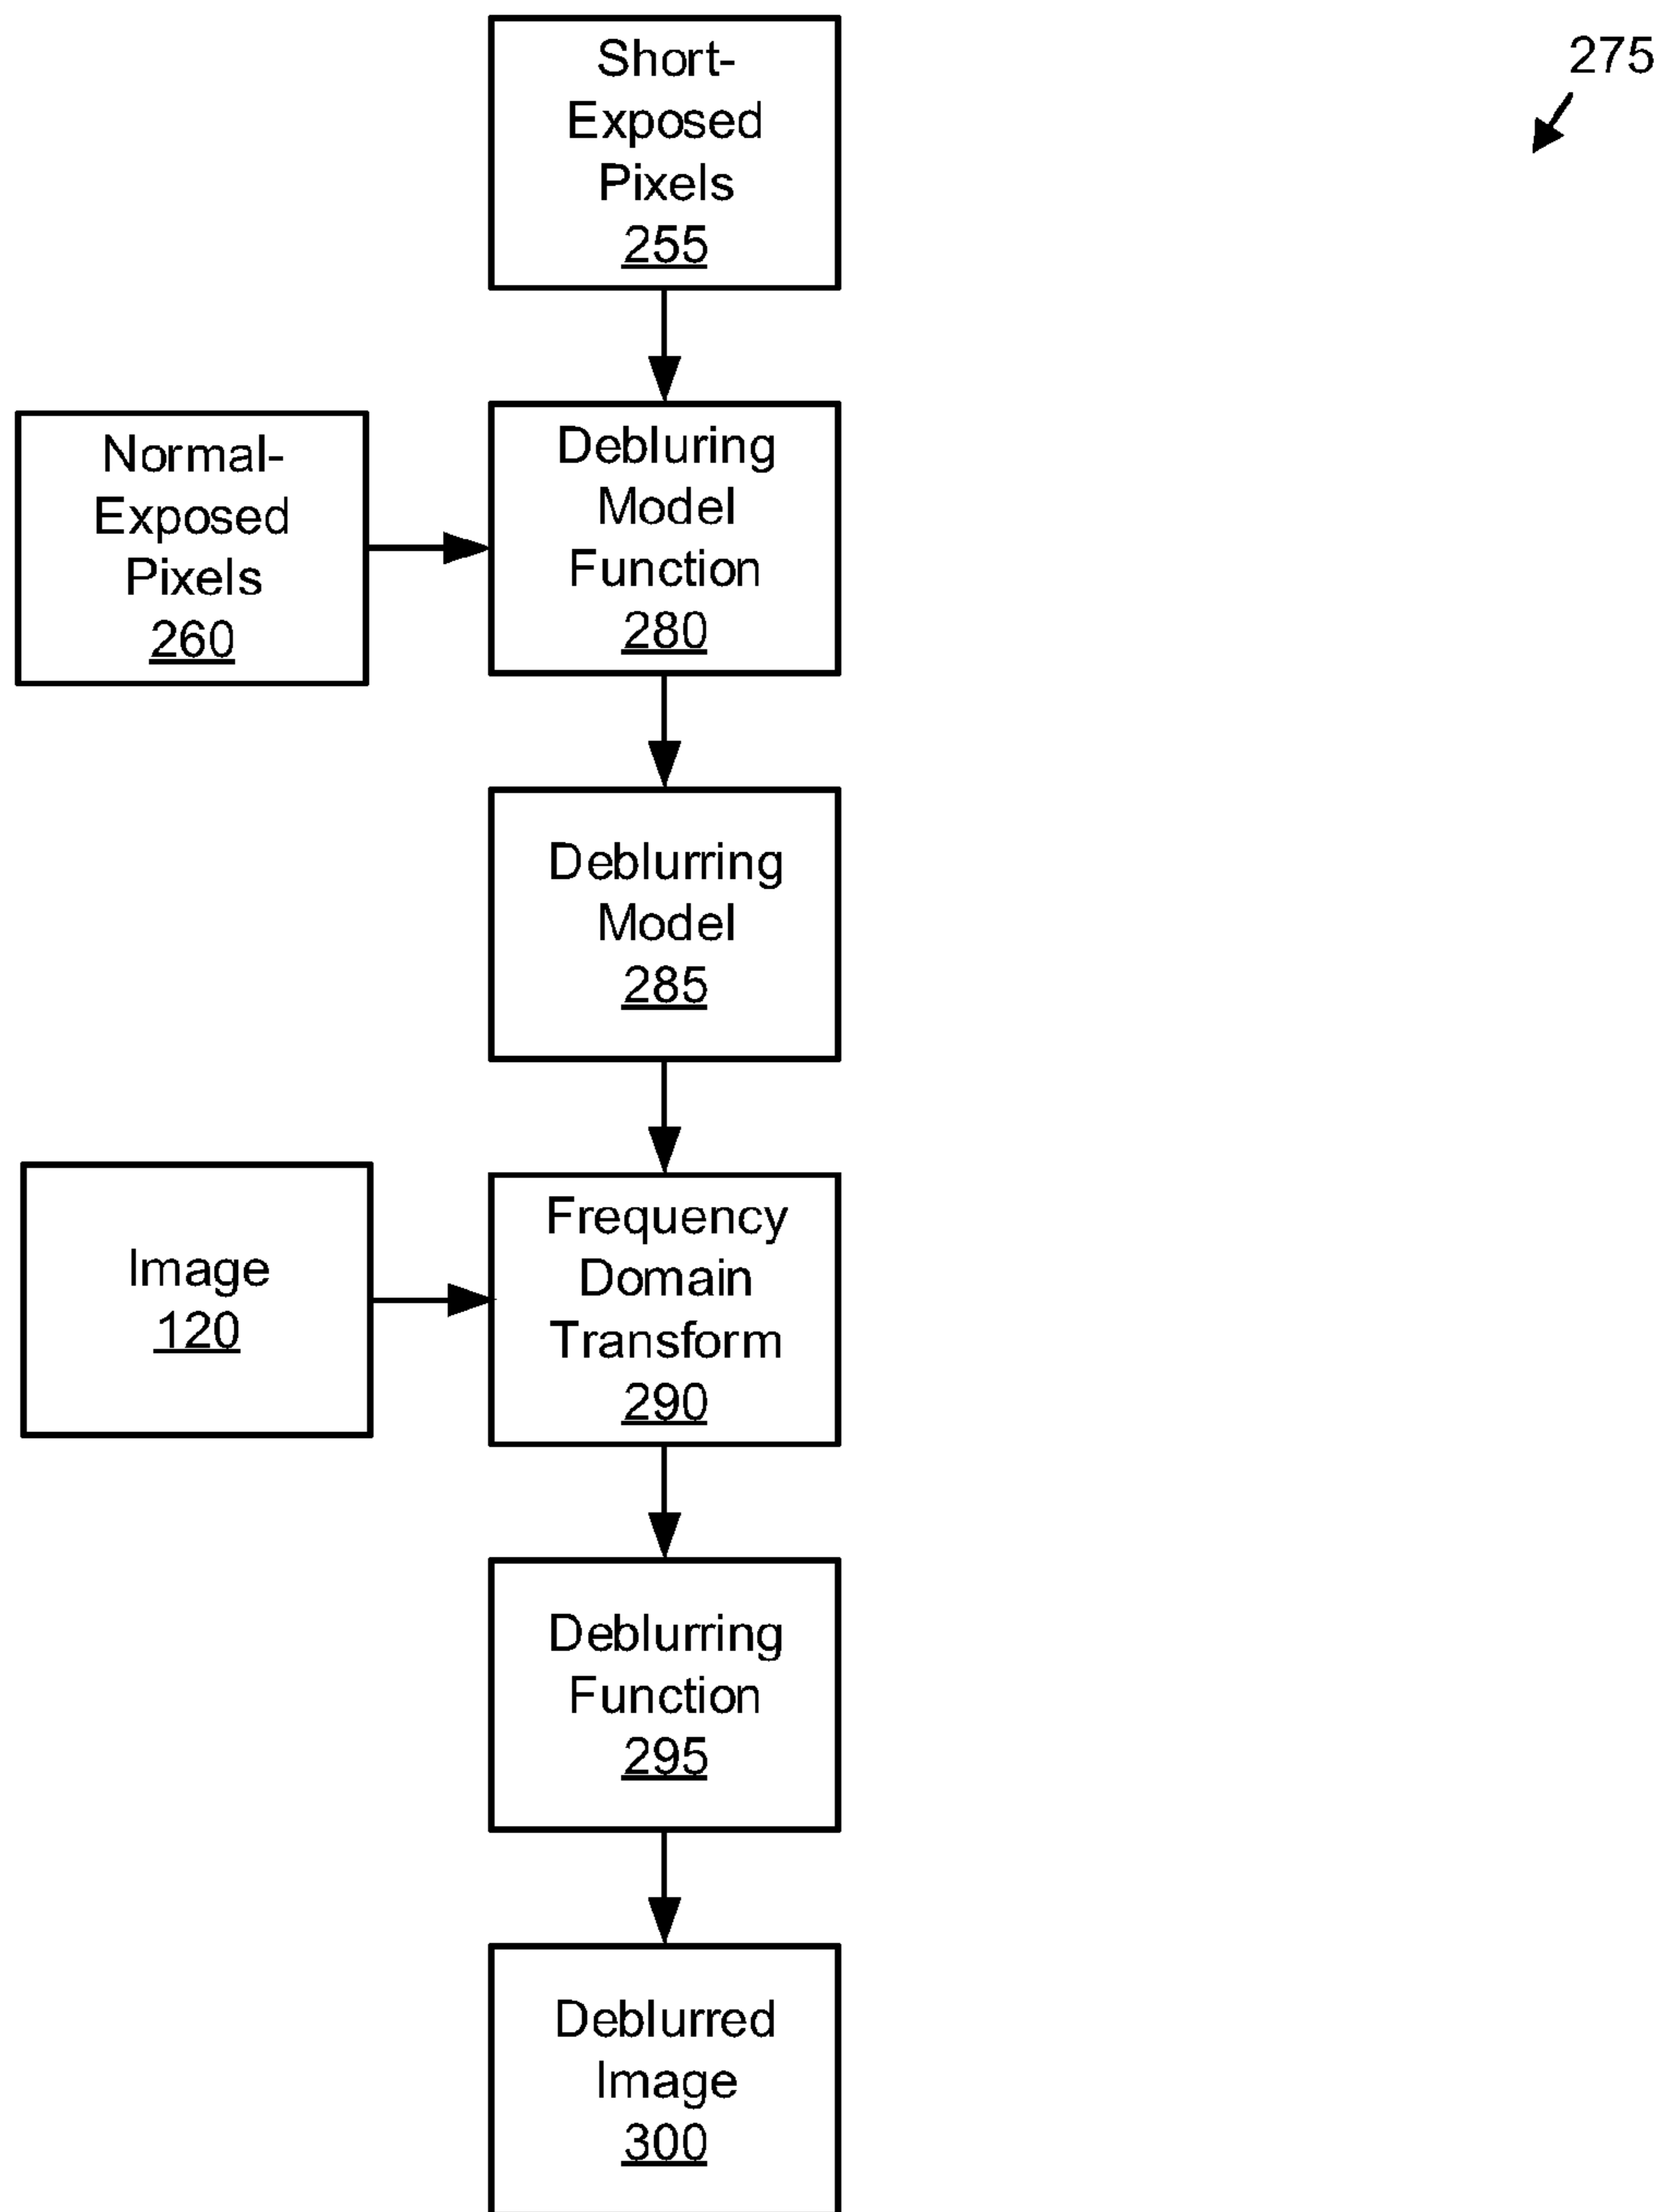 275
Short-
Exposed
Pixels
255
Normal-
Exposed
Pixels
260
Debluring
Model
Function
280
Deblurring
Model
285
Image
120
Frequency
Domain
Transform
290
Deblurring
Function
295
Deblurred
Image
300